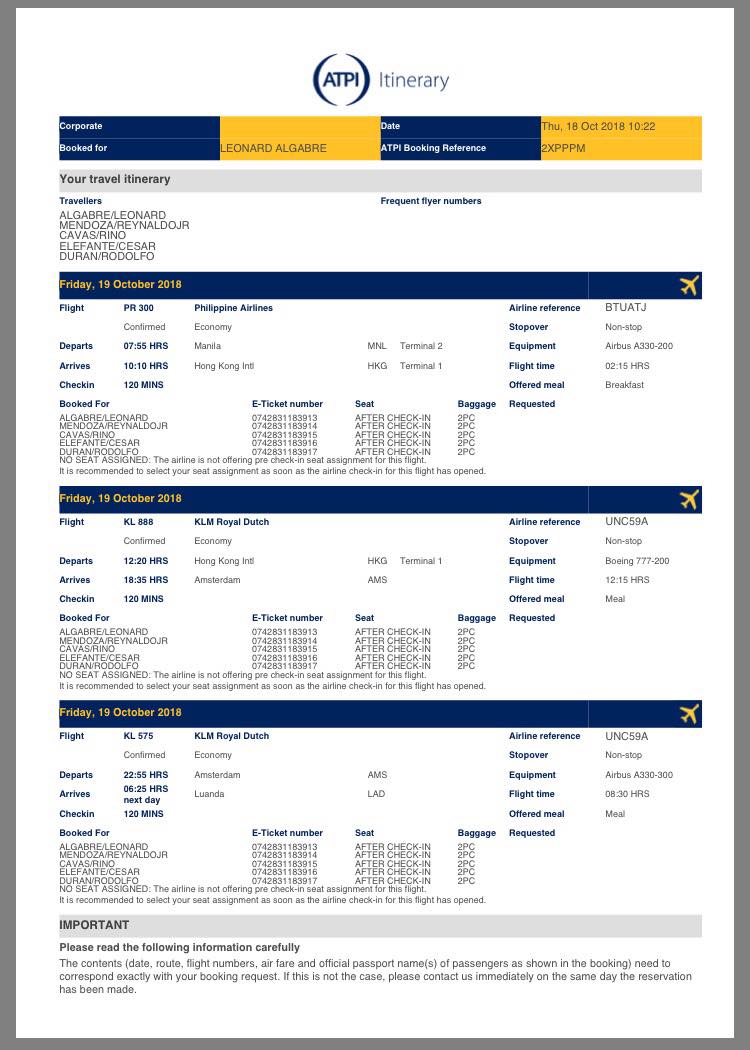 ATPI Itinerary
Corporate Date Thu, 18 Oct 2018 10:22
Booked for LEONARD ALGABRE ATPI Booking Reference 2XPPPM
Your travel itinerary
Travellers Frequent flyer numbers
ALGABRE/LEONARD
MENDOZA/REYNALDOJR
CAVAS/RINO
ELEFANTE/CESAR
DURAN/RODOLFO
Friday, 19 October 2018
Flight PR 300 Philippine Airlines Airline reference BTUATJ
Confirmed Economy Stopover Non-stop
Departs 07:55 HRS Manila MNL Terminal 2 Equipment Airbus A330-200
Arrives 10:10 HRS Hong Kong Intl HKG Terminal 1 Flight time 02:15 HRS
Checkin 120 MINS Offered meal Breakfast
Booked For E-Ticket number Seat Baggage Requested
ALGABRE/LEONARD 0742831183913 AFTER CHECK-IN 2PC
MENDOZA/REYNALDOJR 0742831183914 AFTER CHECK-IN 2PC
CAVAS/RINO 0742831183915 AFTER CHECK-IN 2PC
ELEFANTE/CESAR 0742831183916 AFTER CHECK-IN 2PC
DURAN/RODOLFO 0742831183917 AFTER CHECK-IN 2PC
NO SEAT ASSIGNED: The airline is not offering pre check-in seat assignment for this flight.
It is recommended to select your seat assignment as soon as the airline check-in for this flight has opened.
Friday, 19 October 2018
Flight KL 888 KLM Royal Dutch Airline reference UNC59A
Confirmed Economy Stopover Non-stop
Departs 12:20 HRS Hong Kong Intl HKG Terminal 1 Equipment Boeing 777-200
Arrives 18:35 HRS Amsterdam AMS Flight time 12:15 HRS
Checkin 120 MINS Offered meal Meal
Booked For E-Ticket number Seat Baggage Requested
ALGABRE/LEONARD 0742831183913 AFTER CHECK-IN 2PC
MENDOZA/REYNALDOJR 0742831183914 AFTER CHECK-IN 2PC
CAVAS/RINO 0742831183915 AFTER CHECK-IN 2PC
ELEFANTE/CESAR 0742831183916 AFTER CHECK-IN 2PC
DURAN/RODOLFO 0742831183917 AFTER CHECK-IN 2PC
NO SEAT ASSIGNED: The airline is not offering pre check-in seat assignment for this flight.
It is recommended to select your seat assignment as soon as the airline check-in for this flight has opened.
Friday, 19 October 2018
Flight KL 575 KLM Royal Dutch Airline reference UNC59A
Confirmed Economy Stopover Non-stop
Departs 22:55 HRS Amsterdam AMS Equipment Airbus A330-300
Arrives 06:25 HRS next day Luanda LAD Flight time 08:30 HRS
Checkin 120 MINS Offered meal Meal
Booked For E-Ticket number Seat Baggage Requested
ALGABRE/LEONARD 0742831183913 AFTER CHECK-IN 2PC
MENDOZA/REYNALDOJR 0742831183914 AFTER CHECK-IN 2PC
CAVAS/RINO 0742831183915 AFTER CHECK-IN 2PC
ELEFANTE/CESAR 0742831183916 AFTER CHECK-IN 2PC
DURAN/RODOLFO 0742831183917 AFTER CHECK-IN 2PC
NO SEAT ASSIGNED: The airline is not offering pre check-in seat assignment for this flight.
It is recommended to select your seat assignment as soon as the airline check-in for this flight has opened.
IMPORTANT
Please read the following information carefully
The contents (date, route, flight numbers, air fare and official passport name(s) of passengers as shown in the booking) need to
correspond exactly with your booking request. If this is not the case, please contact us immediately on the same day the reservation
has been made.